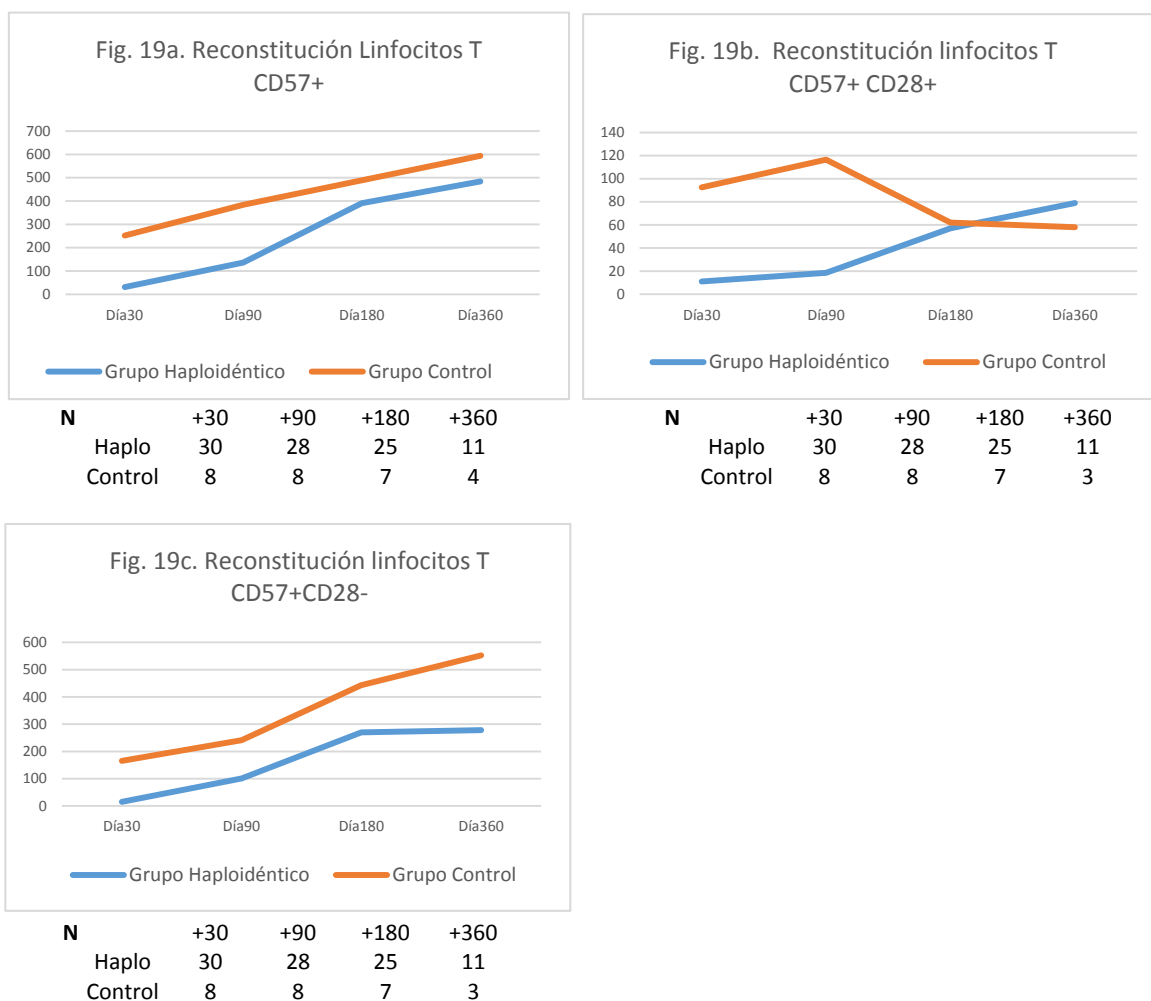 Fig. 19a. Reconstitución Linfocitos T
CD57+
700
600
500
400
300
200
100
0
Día30 Día90 Día180 Día360
Grupo Haploidéntico Grupo Control
N +30 +90 +180 +360
Haplo 30 28 25 11
Control 8 8 7 4
Fig. 19b. Reconstitución linfocitos T
CD57+ CD28+
140
120
100
80
60
40
20
0
Día30 Día90 Día180 Día360
Grupo Haploidéntico Grupo Control
N +30 +90 +180 +360
Haplo 30 28 25 11
Control 8 8 7 3
Fig. 19c. Reconstitución linfocitos T
CD57+CD28-
600
500
400
300
200
100
0
Día30 Día90 Día180 Día360
Grupo Haploidéntico Grupo Control
N +30 +90 +180 +360
Haplo 30 28 25 11
Control 8 8 7 3